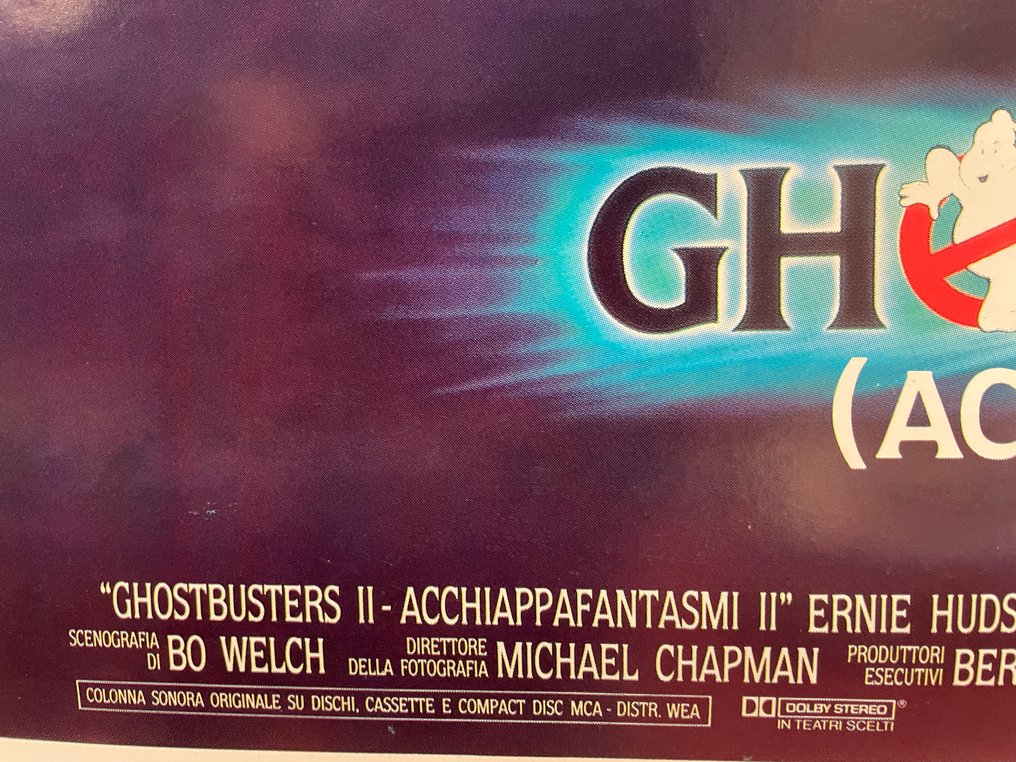 GH
(AC
“GHOSTBUSTERS II - ACCHIAPPAFANTASMI II” ERNIE HUDS
SCENOGRAFIA DI BO WELCH DIRETTORE DELLA FOTOGRAFIA MICHAEL CHAPMAN PRODUTTORI ESECUTIVI BER
COLONNA SONORA ORIGINALE SU DISCHI, CASSETTE E COMPACT DISC MCA - DISTR. WEA DOLBY STEREO®
IN TEATRI SCELTI